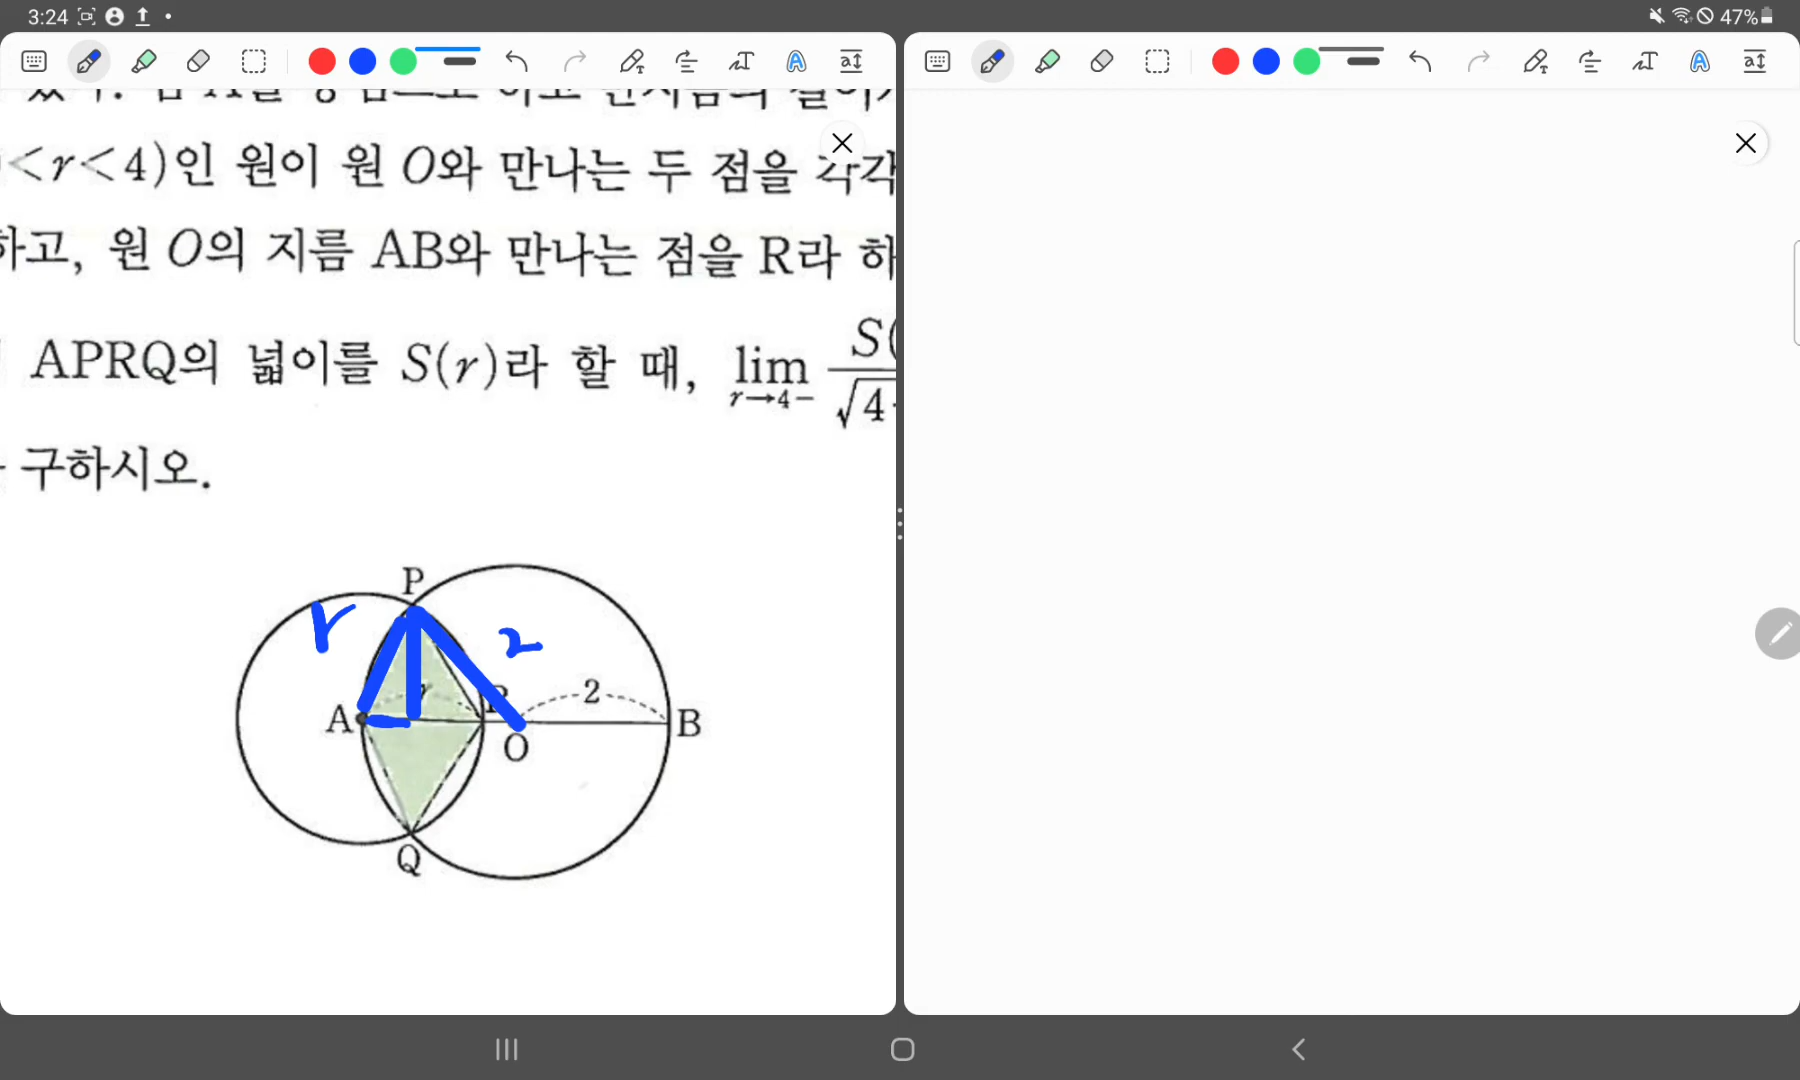 3:24
47%
<r<4)인 원이 원 O와 만나는 두 점을 각각
하고, 원 O의 지름 AB와 만나는 점을 R라 하
APRQ의 넓이를 S(r)라 할 때, lim r→4- S( √4
구하시오.
P
r
2
r
2
A
B
O
Q